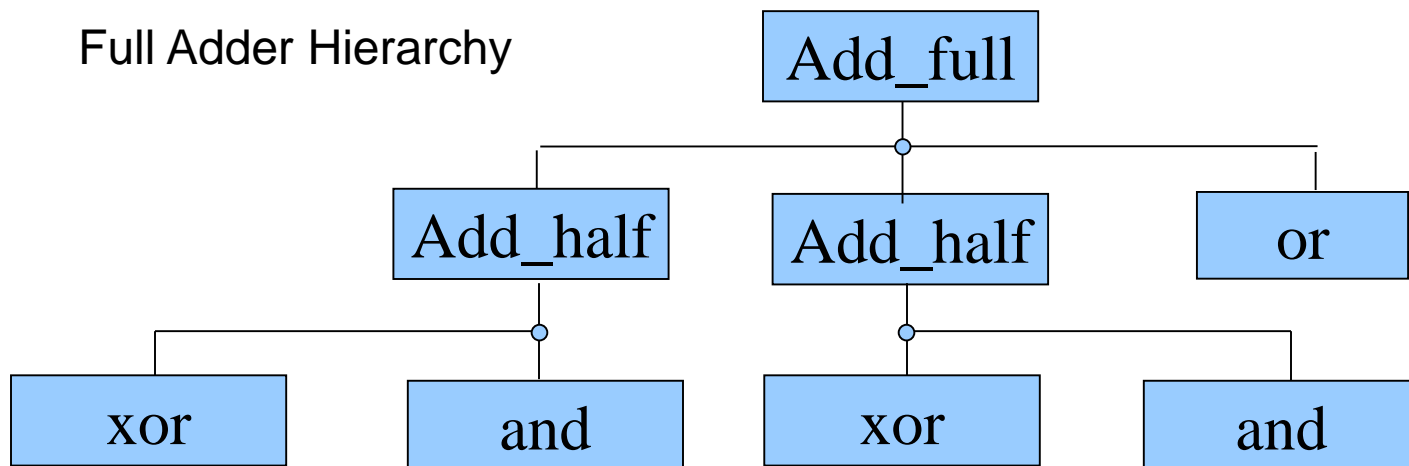 Full Adder Hierarchy
Add_full
Add_half
Add_half
or
xor
and
xor
and